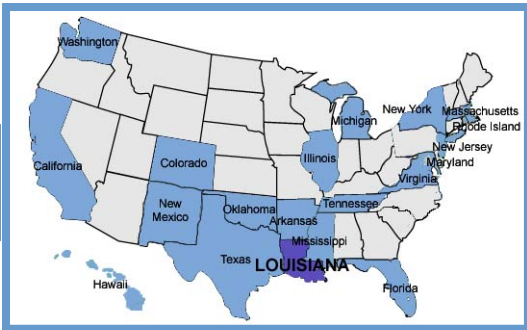 Washington
New York
Massachusetts
Michigan
Rhode Island
New Jersey
Illinois
Maryland
California
Colorado
Virginia
New
Mexico
Oklahoma
Tennessee
Arkansas
Mississippi
Texas
LOUISIANA
Hawaii
Florida